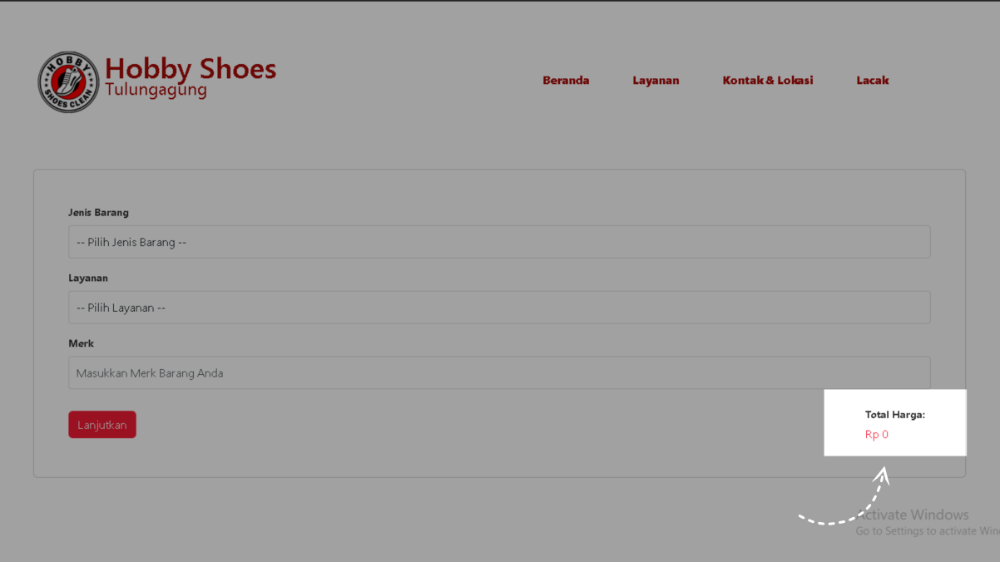 HOBBY
SHOES CLEAN
Hobby Shoes
Tulungagung
Beranda
Layanan
Kontak & Lokasi
Lacak
Jenis Barang
-- Pilih Jenis Barang --
Layanan
-- Pilih Layanan --
Merk
Masukkan Merk Barang Anda
Lanjutkan
Total Harga:
Rp 0
Activate Windows
Go to Settings to activate Win